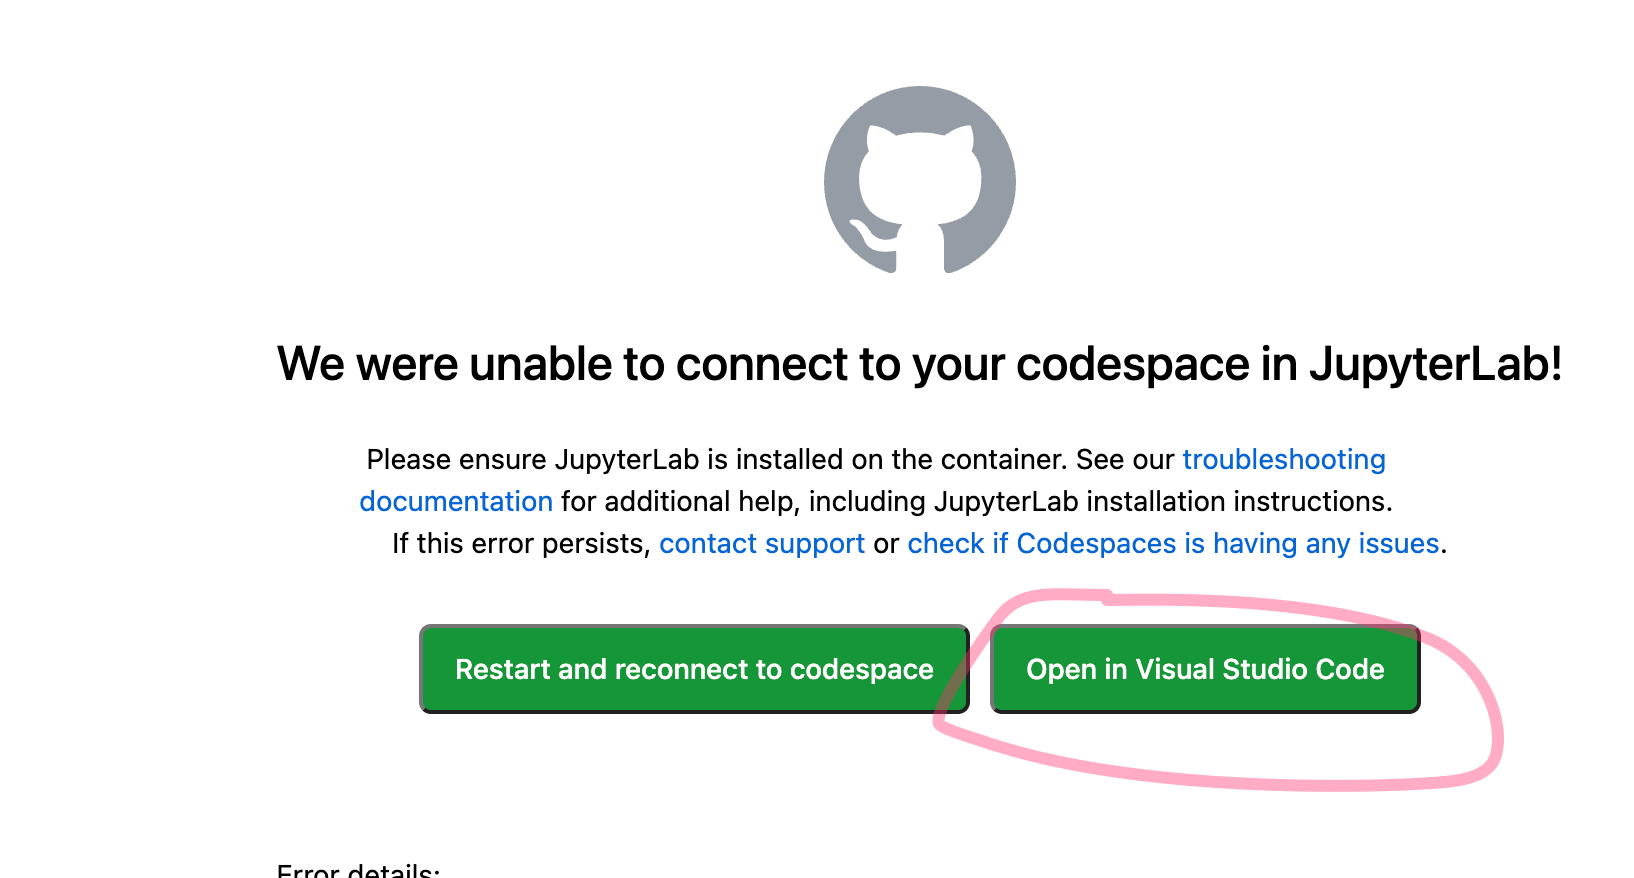 We were unable to connect to your codespace in JupyterLab!
Please ensure JupyterLab is installed on the container. See our troubleshooting
documentation for additional help, including JupyterLab installation instructions.
If this error persists, contact support or check if Codespaces is having any issues.
Restart and reconnect to codespace
Open in Visual Studio Code
Error details: